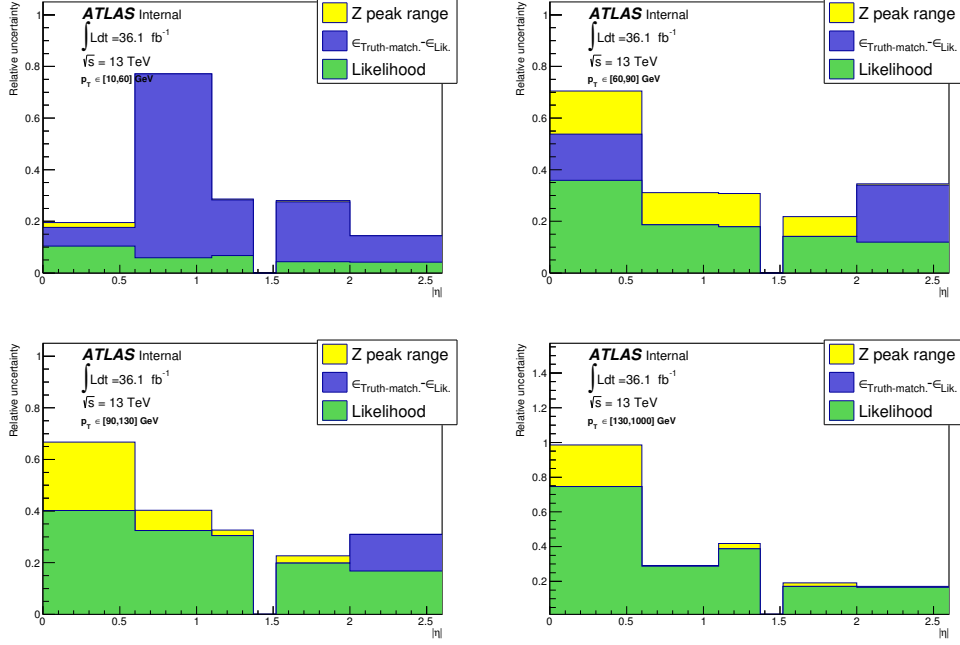 Relative uncertainty
1
0.8
0.6
0.4
0.2
0
ATLAS Internal
∫Ldt =36.1 fb⁻¹
√s = 13 TeV
p_T ∈ [10,60] GeV
Z peak range
ϵ_Truth-match.-ϵ_Lik.
Likelihood
0 0.5 1 1.5 2 2.5
|η|
Relative uncertainty
1
0.8
0.6
0.4
0.2
0
ATLAS Internal
∫Ldt =36.1 fb⁻¹
√s = 13 TeV
p_T ∈ [60,90] GeV
Z peak range
ϵ_Truth-match.-ϵ_Lik.
Likelihood
0 0.5 1 1.5 2 2.5
|η|
Relative uncertainty
1
0.8
0.6
0.4
0.2
0
ATLAS Internal
∫Ldt =36.1 fb⁻¹
√s = 13 TeV
p_T ∈ [90,130] GeV
Z peak range
ϵ_Truth-match.-ϵ_Lik.
Likelihood
0 0.5 1 1.5 2 2.5
|η|
Relative uncertainty
1.4
1.2
1
0.8
0.6
0.4
0.2
ATLAS Internal
∫Ldt =36.1 fb⁻¹
√s = 13 TeV
p_T ∈ [130,1000] GeV
Z peak range
ϵ_Truth-match.-ϵ_Lik.
Likelihood
0 0.5 1 1.5 2 2.5
|η|